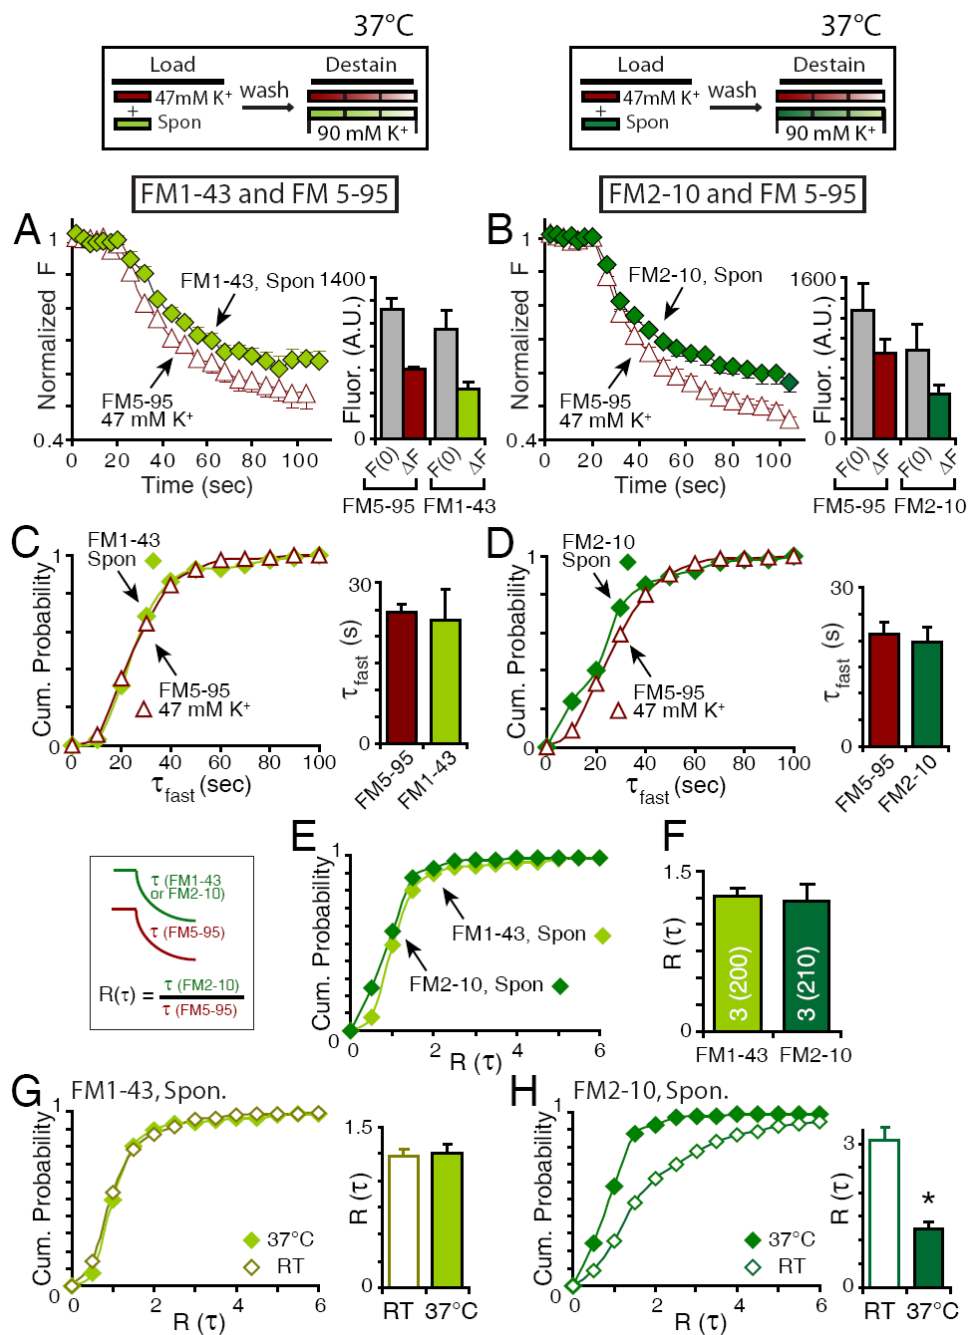 37°C
37°C
Load
Destain
47mM K+
wash
+
Spon
90 mM K+
Load
Destain
47mM K+
wash
+
Spon
90 mM K+
FM1-43 and FM 5-95
FM2-10 and FM 5-95
A
Normalized F
1
0.4
FM1-43, Spon
FM5-95
47 mM K+
0 20 40 60 80 100
Time (sec)
1400
Fluor. (A.U.)
0
F(0) ΔF F(0) ΔF
FM5-95 FM1-43
B
Normalized F
1
0.4
FM2-10, Spon
FM5-95
47 mM K+
0 20 40 60 80 100
Time (sec)
1600
Fluor. (A.U.)
0
F(0) ΔF F(0) ΔF
FM5-95 FM2-10
C
Cum. Probability
1
0
FM1-43
Spon
FM5-95
47 mM K+
0 20 40 60 80 100
τfast (sec)
30
τfast (s)
0
FM5-95 FM1-43
D
Cum. Probability
1
0
FM2-10
Spon
FM5-95
47 mM K+
0 20 40 60 80 100
τfast (sec)
30
τfast (s)
0
FM5-95 FM2-10
τ (FM1-43
or FM2-10)
τ (FM5-95)
R(τ) = τ (FM2-10)
τ (FM5-95)
E
Cum. Probability
1
0
FM1-43, Spon
FM2-10, Spon
0 2 4 6
R (τ)
F
1.5
R (τ)
0
3 (200)
3 (210)
FM1-43 FM2-10
G
FM1-43, Spon.
Cum. Probability
1
0
37°C
RT
0 2 4 6
R (τ)
1.5
R (τ)
0
RT 37°C
H
FM2-10, Spon.
Cum. Probability
1
0
37°C
RT
0 2 4 6
R (τ)
3
R (τ)
0
*
RT 37°C